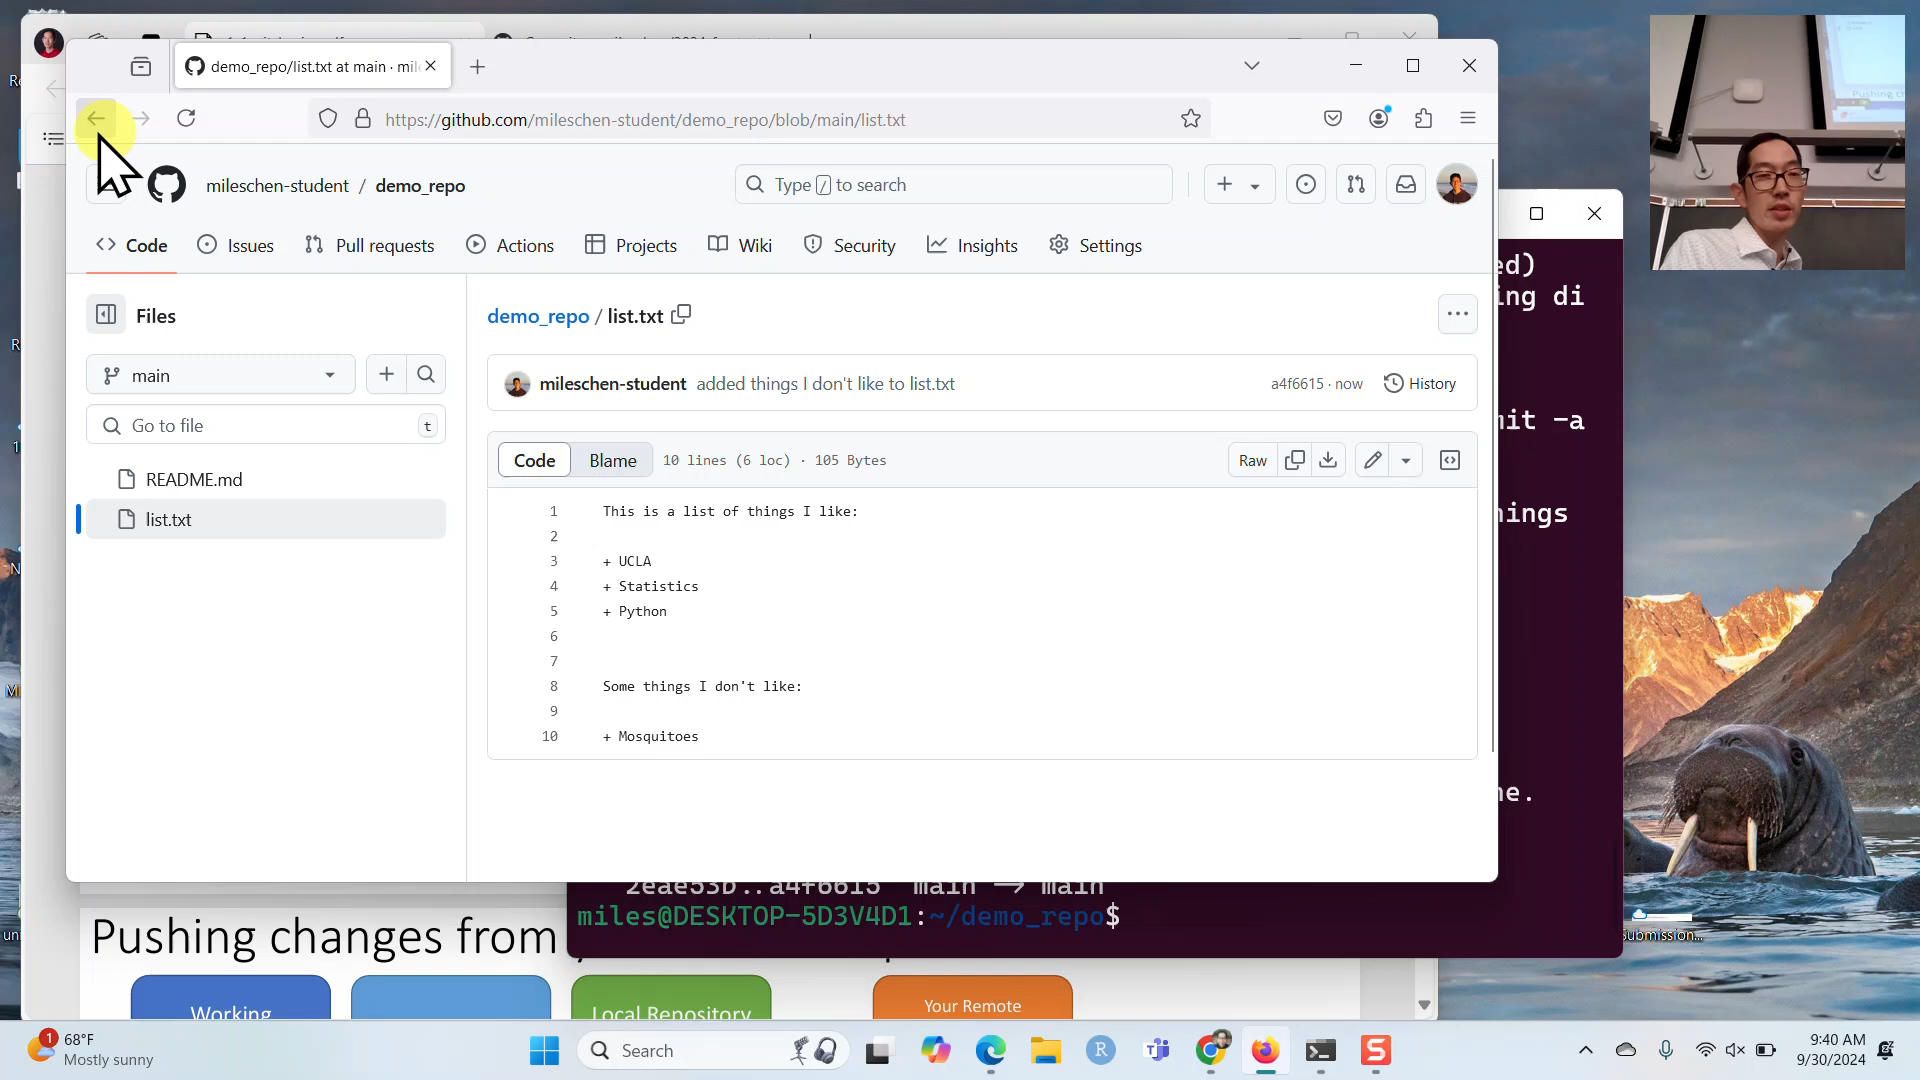 demo_repo/list.txt at main · mil
https://github.com/mileschen-student/demo_repo/blob/main/list.txt
mileschen-student / demo_repo
Type / to search
Code
Issues
Pull requests
Actions
Projects
Wiki
Security
Insights
Settings
Files
main
Go to file
t
README.md
list.txt
demo_repo / list.txt
mileschen-student added things I don't like to list.txt
a4f6615 · now
History
Code
Blame
10 lines (6 loc) · 105 Bytes
Raw
1 This is a list of things I like:
2
3 + UCLA
4 + Statistics
5 + Python
6
7
8 Some things I don't like:
9
10 + Mosquitoes
ed)
ing di
mit -a
hings
ne.
2eae53b..a4f6615 main -> main
miles@DESKTOP-5D3V4D1:~/demo_repo$
Pushing changes from
Working
Local Repository
Your Remote
Submission...
1
68°F
Mostly sunny
Search
9:40 AM
9/30/2024